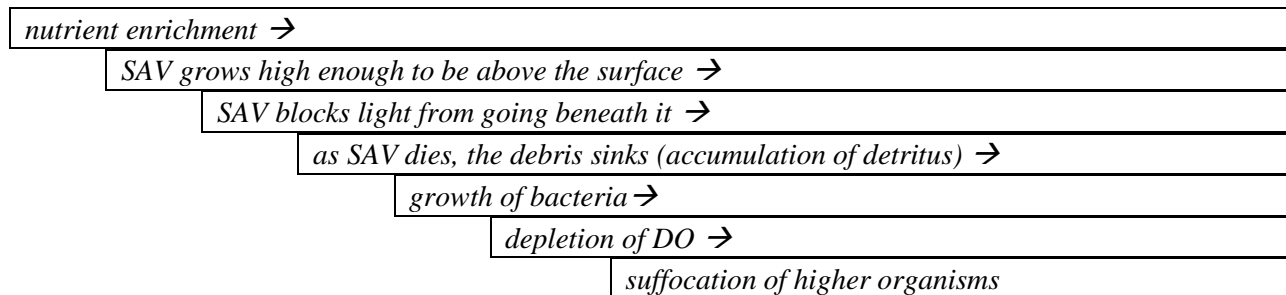 nutrient enrichment →
SAV grows high enough to be above the surface →
SAV blocks light from going beneath it →
as SAV dies, the debris sinks (accumulation of detritus) →
growth of bacteria→
depletion of DO →
suffocation of higher organisms